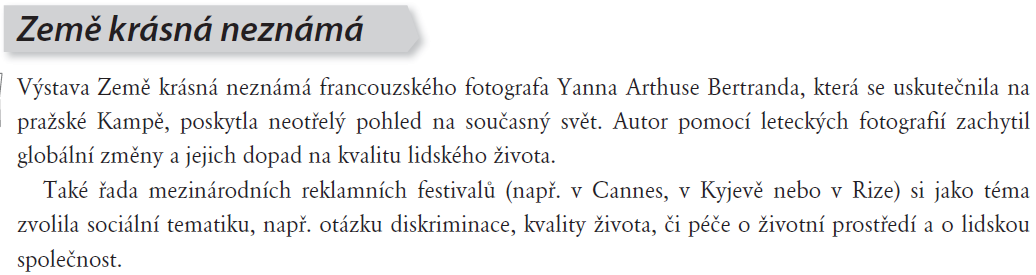 Země krásná neznámá
Výstava Země krásná neznámá francouzského fotografa Yanna Arthuse Bertranda, která se uskutečnila na
pražské Kampě, poskytla neotřelý pohled na současný svět. Autor pomocí leteckých fotografií zachytil
globální změny a jejich dopad na kvalitu lidského života.
Také řada mezinárodních reklamních festivalů (např. v Cannes, v Kyjevě nebo v Rize) si jako téma
zvolila sociální tematiku, např. otázku diskriminace, kvality života, či péče o životní prostředí a o lidskou
společnost.